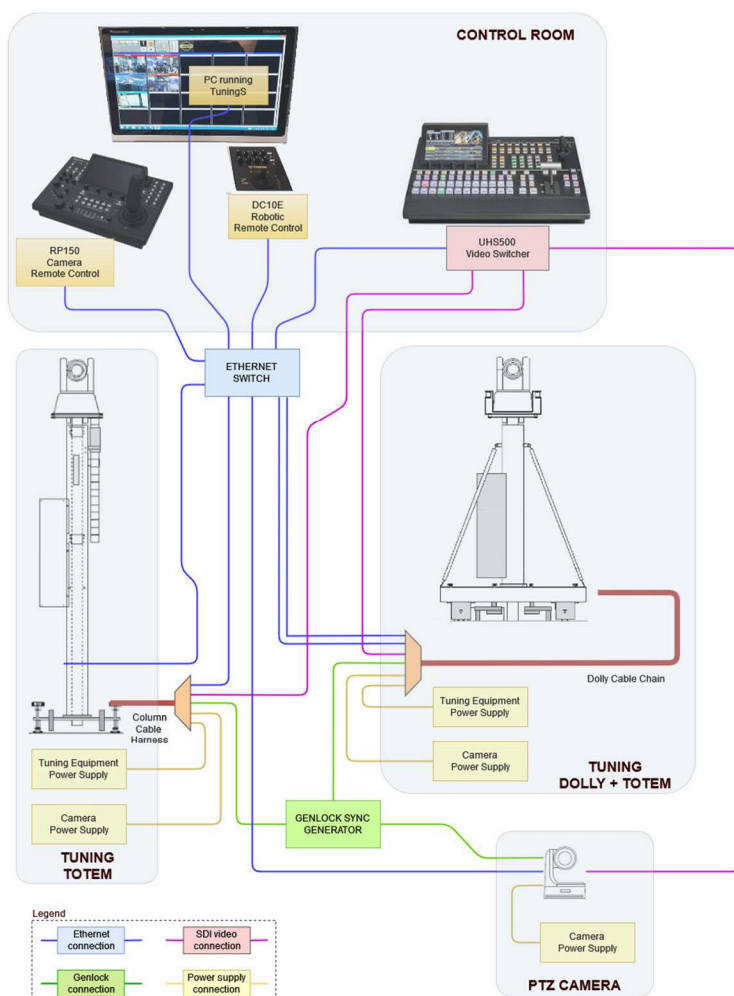 CONTROL ROOM
PC running
TuningS
DC10E
Robotic
Remote Control
RP150
Camera
Remote Control
UHS500
Video Switcher
ETHERNET
SWITCH
Dolly Cable Chain
Column
Cable
Harness
Tuning Equipment
Power Supply
Camera
Power Supply
TUNING
TOTEM
Tuning Equipment
Power Supply
Camera
Power Supply
TUNING
DOLLY + TOTEM
GENLOCK SYNC
GENERATOR
Camera
Power Supply
PTZ CAMERA
Legend
Ethernet
connection
SDI video
connection
Genlock
connection
Power supply
connection